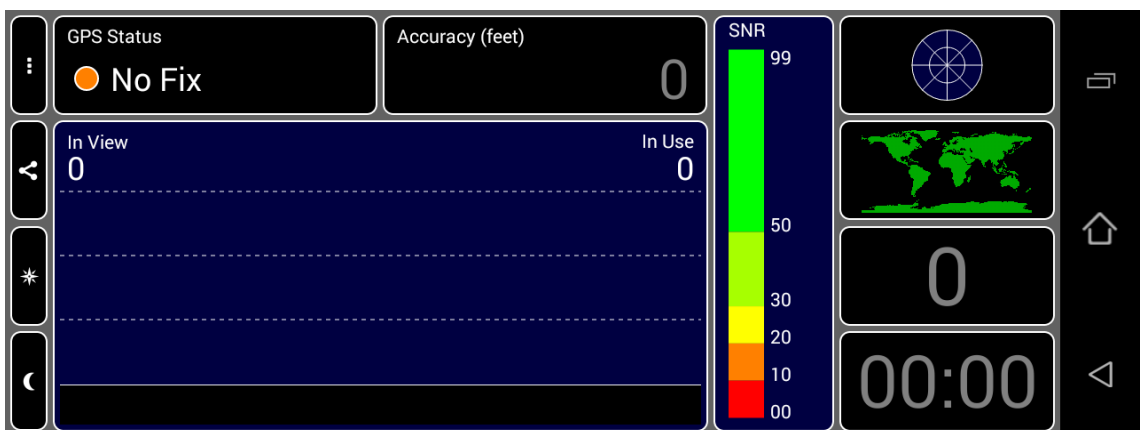 GPS Status
No Fix
Accuracy (feet)
0
In View
0
In Use
0
SNR
99
50
30
20
10
00
0
00:00